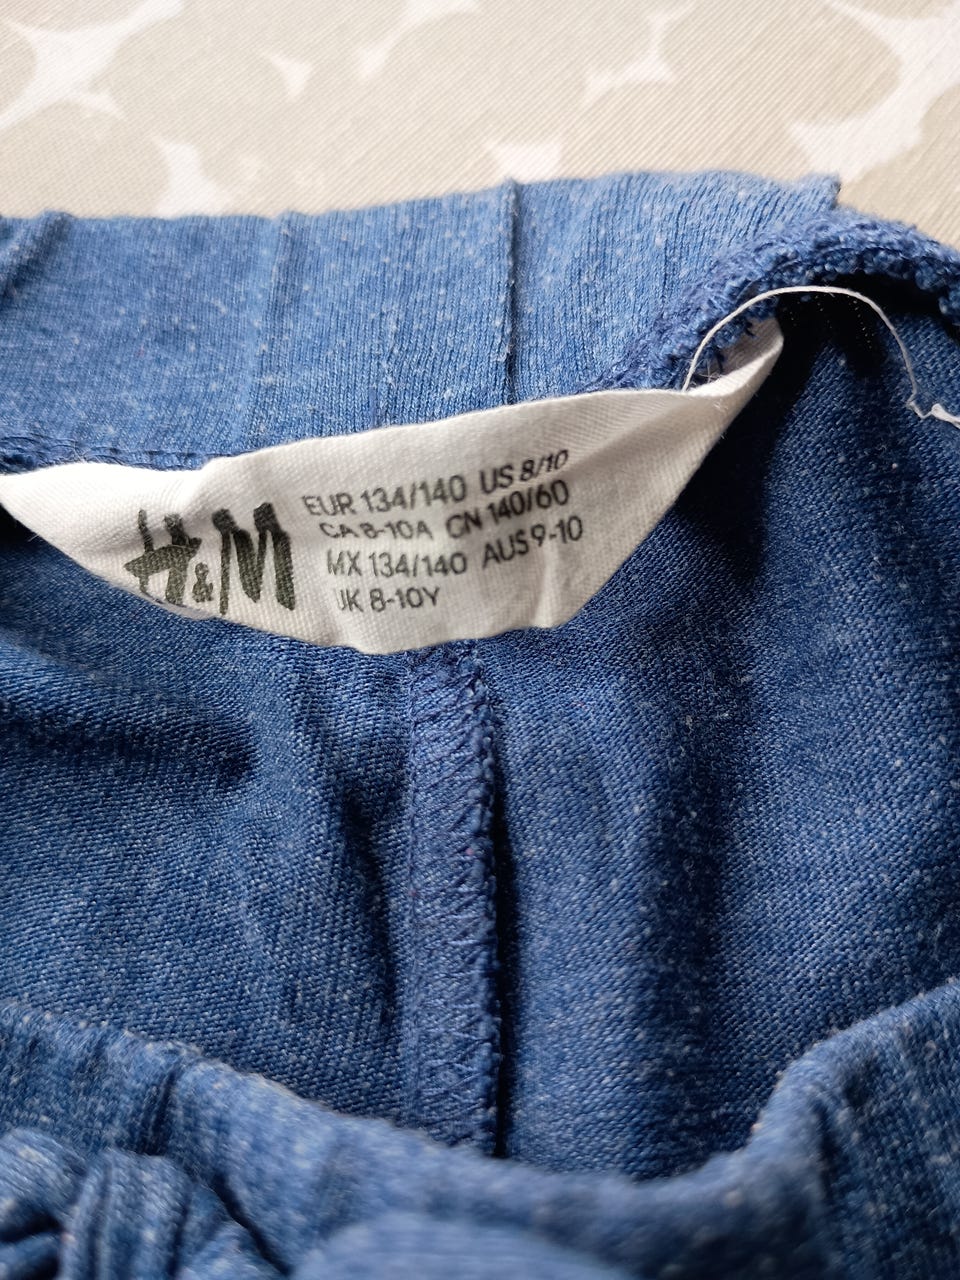 H&M
EUR 134/140 US 8/10
CA 8-10A CN 140/60
MX 134/140 AUS 9-10
UK 8-10Y